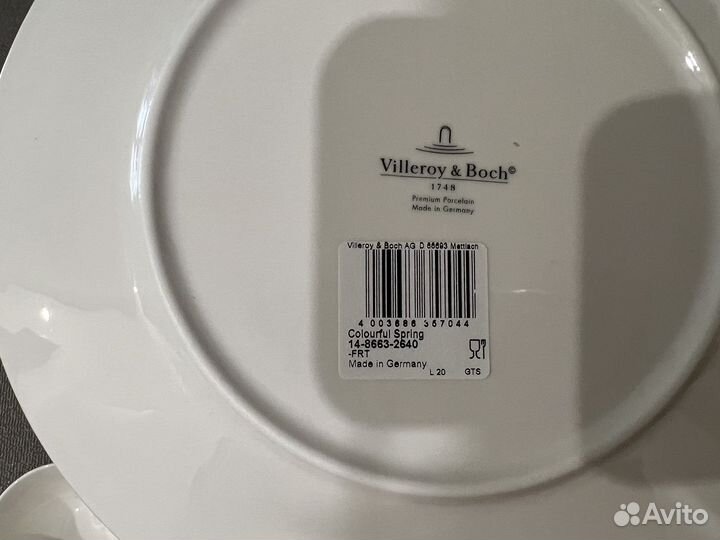 Villeroy & Boch©
1748
Premium Porcelain
Made in Germany
Villeroy & Boch AG D 66693 Mettlach
4 003686 357044
Colourful Spring
14-8663-2640
-FRT
Made in Germany
L 20 GTS
Avito